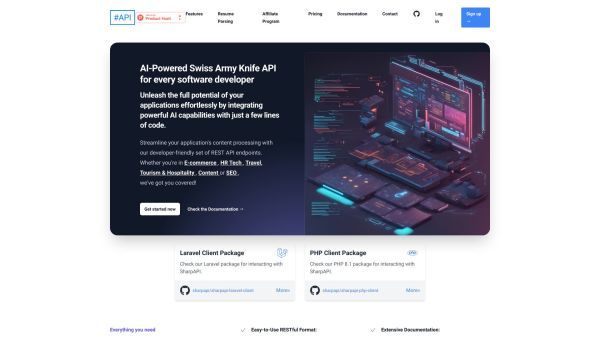 #API
Product Hunt
Features
Resume Parsing
Affiliate Program
Pricing
Documentation
Contact
Log in
Sign up →
AI-Powered Swiss Army Knife API
for every software developer
Unleash the full potential of your
applications effortlessly by integrating
powerful AI capabilities with just a few lines
of code.
Streamline your application's content processing with
our developer-friendly set of REST API endpoints.
Whether you're in E-commerce , HR Tech , Travel,
Tourism & Hospitality , Content or SEO ,
we've got you covered!
Get started now
Check the Documentation →
Laravel Client Package
Check our Laravel package for interacting with
SharpAPI.
sharpapi/sharpapi-laravel-client
More»
PHP Client Package
php
Check our PHP 8.1 package for interacting with
SharpAPI.
sharpapi/sharpapi-php-client
More»
Everything you need
Easy-to-Use RESTful Format:
Extensive Documentation: